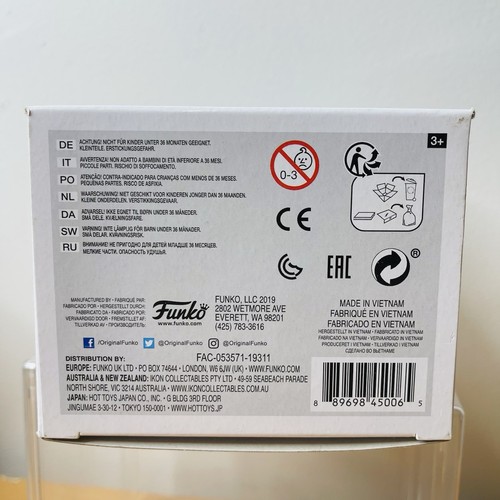 3+
DE ACHTUNG! NICHT FÜR KINDER UNTER 36 MONATEN GEEIGNET.
KLEINTEILE. ERSTICKUNGSGEFAHR.
IT AVVERTENZA! NON ADATTO A BAMBINI DI ETÀ INFERIORE A 36 MESI.
PICCOLE PARTI. RISCHIO DI SOFFOCAMENTO.
PO ATENÇÃO! CONTRA-INDICADO PARA CRIANÇAS COM MENOS DE 36 MESES.
PEQUENAS PARTES. RISCO DE ASFIXIA.
NL WAARSCHUWING! NIET GESCHIKT VOOR KINDEREN JONGER DAN 36 MAANDEN.
KLEINE ONDERDELEN. VERSTIKKINGSGEVAAR.
DA ADVARSEL! IKKE EGNET TIL BØRN UNDER 36 MÅNEDER.
SMÅ DELE. KVÆLNINGSFARE.
SW VARNING! INTE LÄMPLIG FÖR BARN UNDER 36 MÅNADER.
SMÅ DELAR. KVÄVNINGSRISK.
RU ВНИМАНИЕ! НЕ ПРИГОДНО ДЛЯ ДЕТЕЙ МЛАДШЕ 36 МЕСЯЦЕВ.
МЕЛКИЕ ЧАСТИ. ОПАСНОСТЬ УДУШЬЯ.
0-3
CE
EAC
®
MANUFACTURED BY • FABRIQUÉ PAR
FABRICADO POR • HERGESTELLT DURCH
FABBRICATO DA • FABRICADO POR
VERVAARDIGD DOOR • FREMSTILLET AF
TILLVERKAD AV • ПРОИЗВОДИТЕЛЬ
FUNKO
www.funko.com
FUNKO, LLC 2019
2802 WETMORE AVE
EVERETT, WA 98201
(425) 783-3616
/OriginalFunko @OriginalFunko @OriginalFunko
MADE IN VIETNAM
FABRIQUÉ EN VIETNAM
FABRICADO EN VIETNAM
HERGESTELLT IN VIETNAM • FABBRICATO IN VIETNAM
PRODUCERET I VIETNAM • TILLVERKAD I VIETNAM
СДЕЛАНО ВО ВЬЕТНАМЕ
FAC-053571-19311
DISTRIBUTION BY:
EUROPE: FUNKO UK LTD • PO BOX 74644 • LONDON, W6 6JW (UK) • WWW.FUNKO.COM
AUSTRALIA & NEW ZEALAND: IKON COLLECTABLES PTY LTD • 49-59 SEABEACH PARADE
NORTH SHORE, VIC 3214 AUSTRALIA • WWW.IKONCOLLECTABLES.COM.AU
JAPAN: HOT TOYS JAPAN CO., INC. • G BLDG 3RD FLOOR
JINGUMAE 3-30-12 • TOKYO 150-0001 • WWW.HOTTOYS.JP
8 89698 45006 5